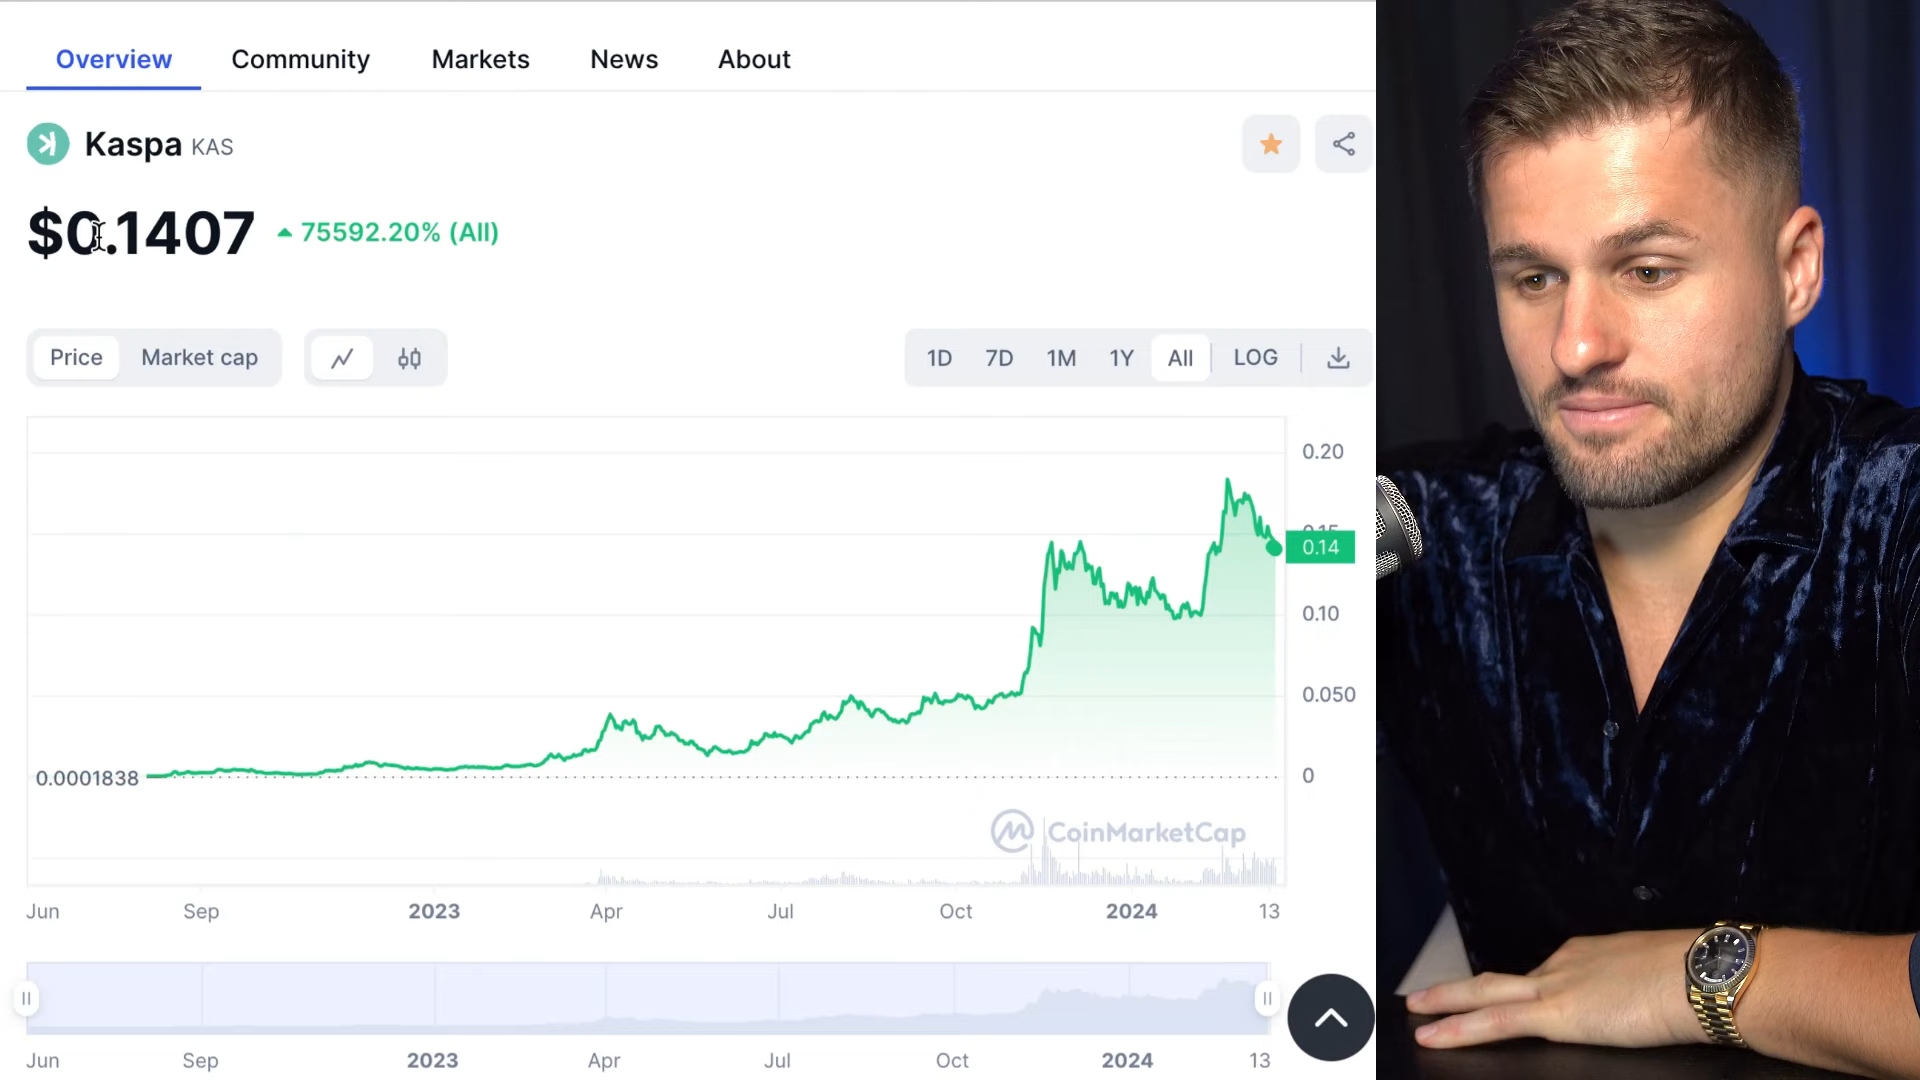 Overview Community Markets News About
Kaspa KAS
$0.1407 75592.20% (All)
Price Market cap 1D 7D 1M 1Y All LOG
0.20
0.14
0.10
0.050
0.0001838 0
CoinMarketCap
Jun Sep 2023 Apr Jul Oct 2024 13
Jun Sep 2023 Apr Jul Oct 2024 13